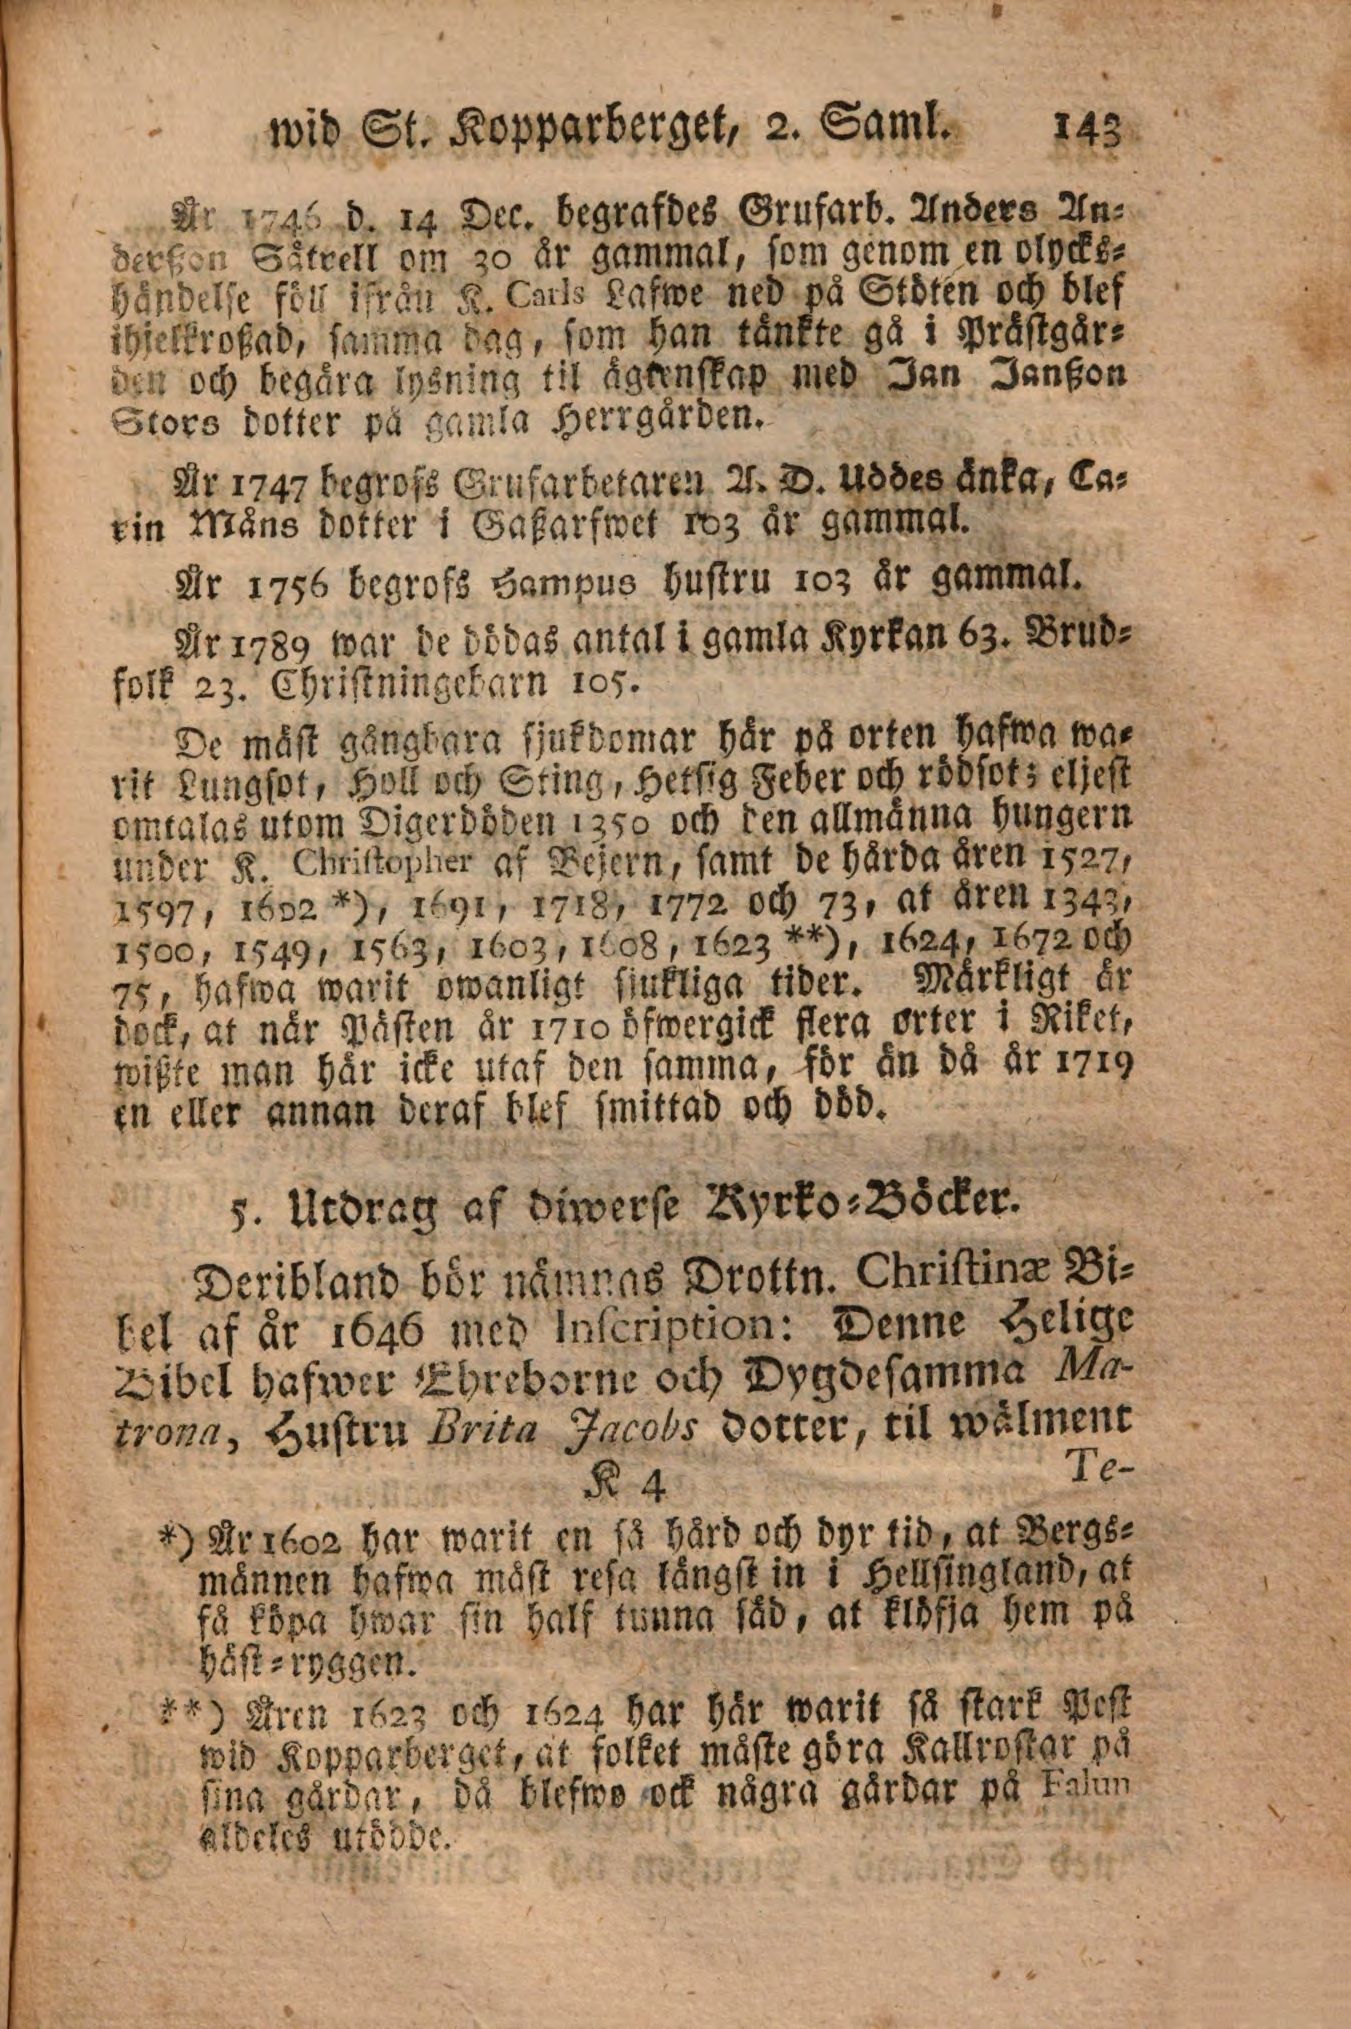 wid St. Kopparberget, 2. Saml. 143
År 1746 d. 14 Dec. begrafdes Grufarb. Anders An-
derßon Såtrell om 30 år gammal, som genom en olycks-
händelse föll ifrån K. Carls Lafwe ned på Stöten och blef
ihjelkroßad, samma dag, som han tänkte gå i Prästgår-
den och begära lysning til ägtenskap med Jan Janßon
Stors dotter på gamla Herrgården.
År 1747 begrofs Grufarbetaren A. D. Uddes änka, Ca-
rin Måns dotter i Gaßarfwet 103 år gammal.
År 1756 begrofs Hampus hustru 103 år gammal.
År 1789 war de dödas antal i gamla Kyrkan 63. Brud-
folk 23. Christningebarn 105.
De mäst gångbara sjukdomar här på orten hafwa wa-
rit Lungsot, Holl och Sting, Hetsig Feber och rödsot; eljest
omtalas utom Digerdöden 1350 och den allmänna hungern
under K. Christopher af Bejern, samt de hårda åren 1527,
1597, 1602 *), 1691, 1718, 1772 och 73, at åren 1343,
1500, 1549, 1563, 1603, 1608, 1623 **), 1624, 1672 och
75, hafwa warit owanligt sjukliga tider. Märkligt är
dock, at når Pästen år 1710 öfwergick flera orter i Riket,
wißte man här icke utaf den samma, för än då år 1719
en eller annan deraf blef smittad och död.
5. Utdrag af diwerse Kyrko-Böcker.
Deribland bör nämnas Drottn. Christinæ Bi-
bel af år 1646 med Inscription: Denne Helige
Bibel hafwer Ehreborne och Dygdesamma Ma-
trona, Hustru Brita Jacobs dotter, til wälment
K 4 Te-
*) År 1602 har warit en så hård och dyr tid, at Bergs-
männen hafwa måst resa långst in i Hellsingland, at
få köpa hwar sin half tunna säd, at klöfja hem på
häst-ryggen.
**) Åren 1623 och 1624 har här warit så stark Pest
wid Kopparberget, at folket måste göra Kallrostar på
sina gårdar, då blefwo ock några gårdar på Falun
aldeles utödde.